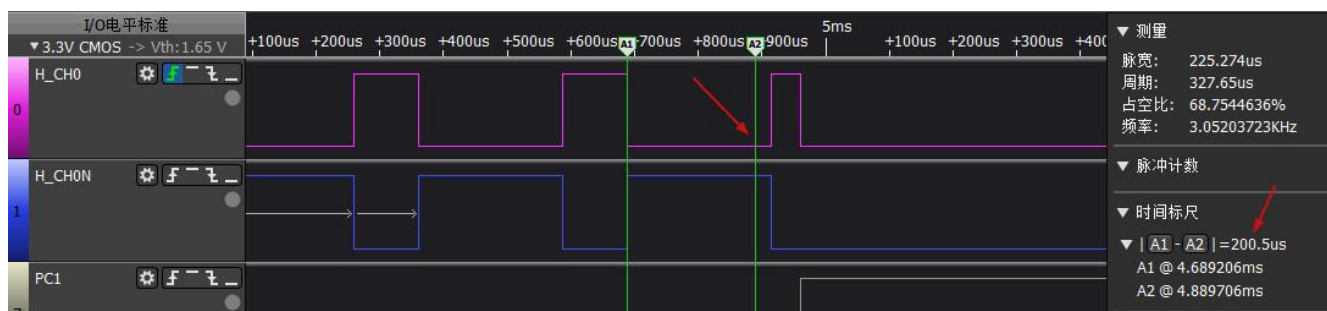 I/O电平标准
▼3.3V CMOS -> Vth:1.65 V
+100us +200us +300us +400us +500us +600us A1 700us +800us A2 900us 5ms +100us +200us +300us +400
H_CH0
0
H_CH0N
1
PC1
▼ 测量
脉宽: 225.274us
周期: 327.65us
占空比: 68.7544636%
频率: 3.05203723KHz
▼ 脉冲计数
▼ 时间标尺
▼ | A1 - A2 | =200.5us
A1 @ 4.689206ms
A2 @ 4.889706ms